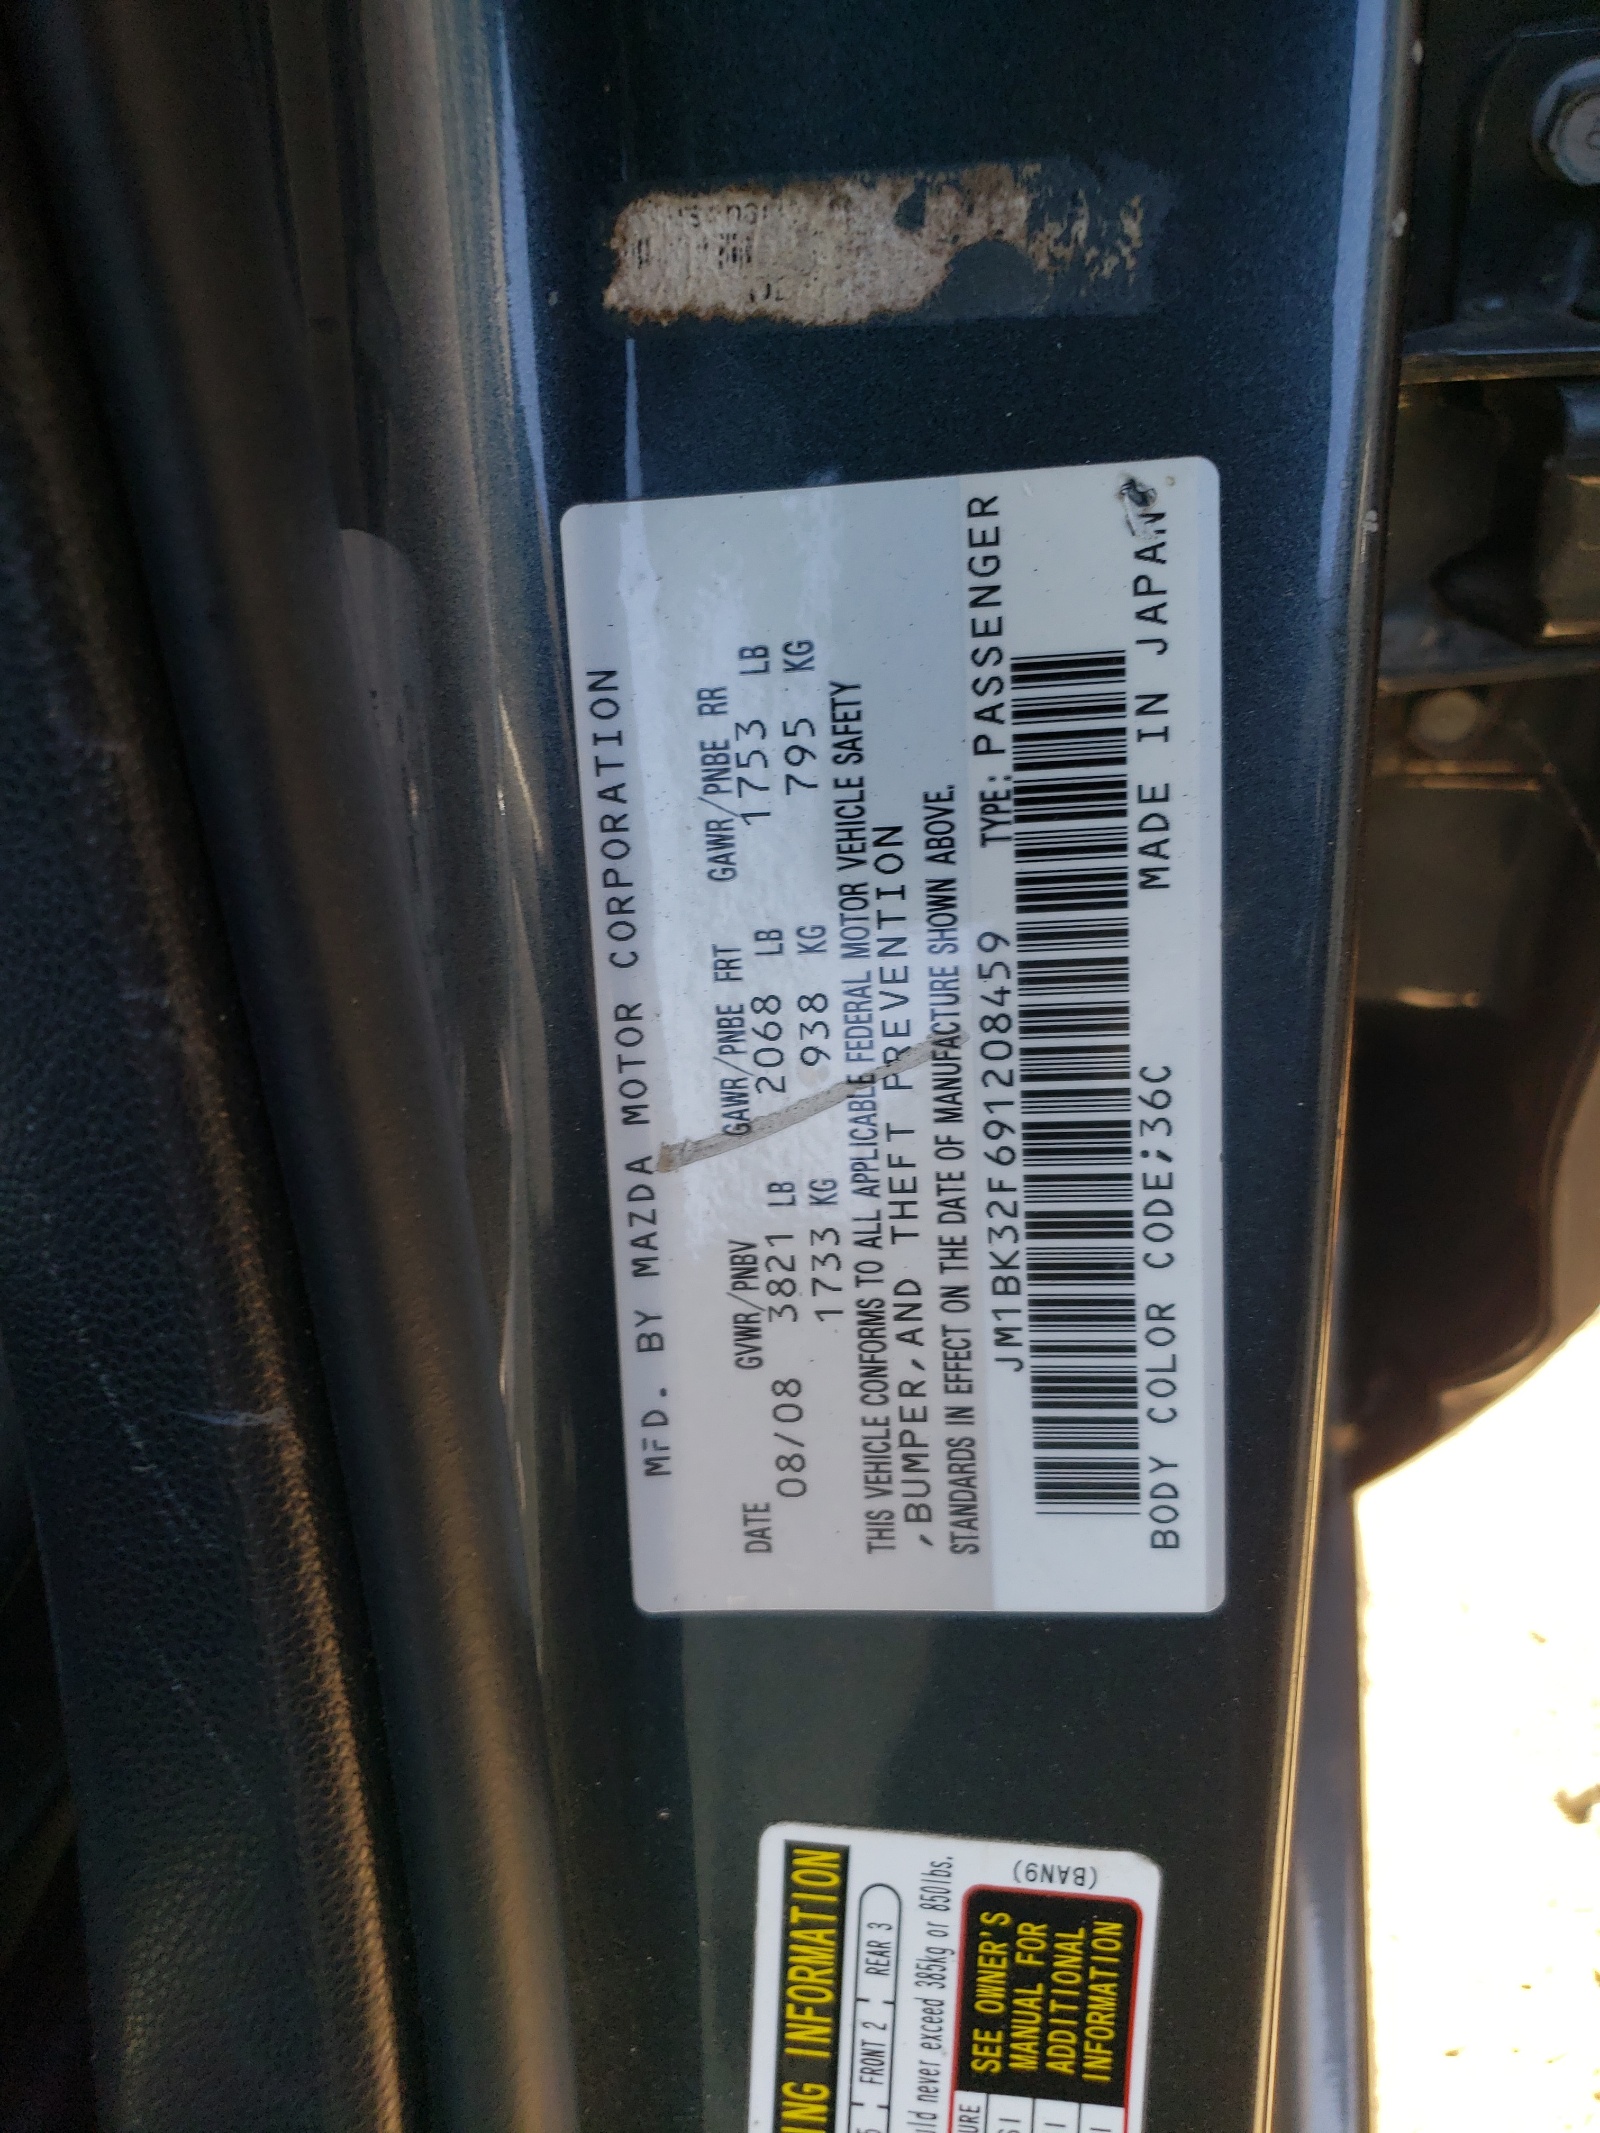 MFD. BY MAZDA MOTOR CORPORATION
DATE GVWR/PNBV GAWR/PNBE FRT GAWR/PNBE RR
08/08 3821 LB 2068 LB 1753 LB
1733 KG 938 KG 795 KG
THIS VEHICLE CONFORMS TO ALL APPLICABLE FEDERAL MOTOR VEHICLE SAFETY
,BUMPER, AND THEFT PREVENTION
STANDARDS IN EFFECT ON THE DATE OF MANUFACTURE SHOWN ABOVE.
JM1BK32F691208459 TYPE: PASSENGER
BODY COLOR CODE;36C MADE IN JAPAN
INFORMATION
FRONT 2 REAR 3
never exceed 385kg or 850lbs.
SEE OWNER'S
MANUAL FOR
ADDITIONAL
INFORMATION
(BAN9)